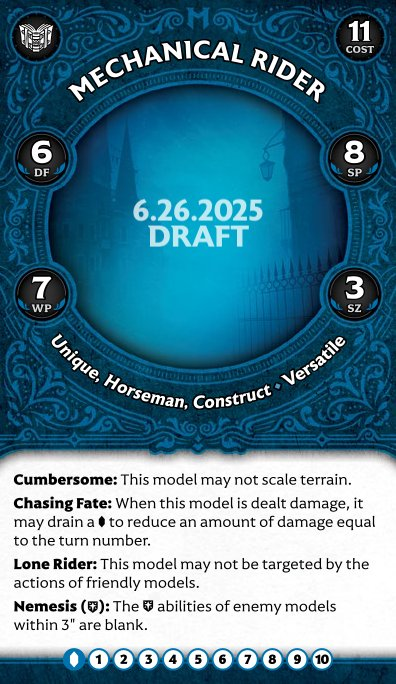 11
COST
MECHANICAL RIDER
6
DF
8
SP
6.26.2025
DRAFT
7
WP
3
SZ
Unique, Horseman, Construct • Versatile
Cumbersome: This model may not scale terrain.
Chasing Fate: When this model is dealt damage, it
may drain a to reduce an amount of damage equal
to the turn number.
Lone Rider: This model may not be targeted by the
actions of friendly models.
Nemesis (): The abilities of enemy models
within 3" are blank.
1 2 3 4 5 6 7 8 9 10